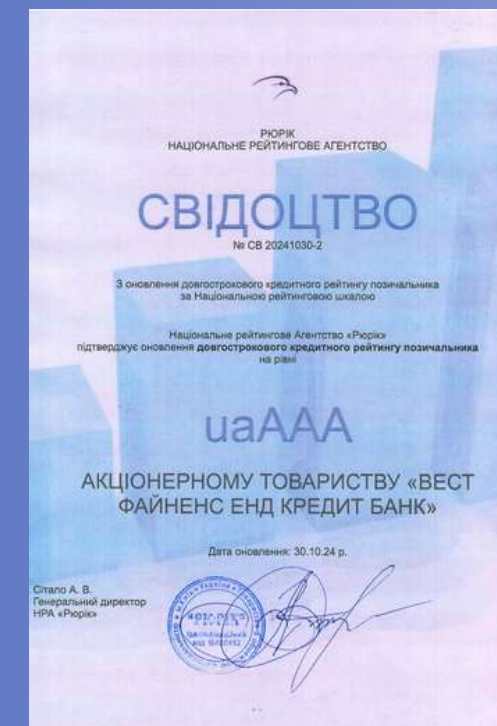 РЮРІК
НАЦІОНАЛЬНЕ РЕЙТИНГОВЕ АГЕНТСТВО
СВІДОЦТВО
№ СВ 20241030-2
З оновлення довгострокового кредитного рейтингу позичальника
за Національною рейтинговою шкалою
Національне рейтингове Агентство «Рюрік»
підтверджує оновлення довгострокового кредитного рейтингу позичальника
на рівні
uaAAA
АКЦІОНЕРНОМУ ТОВАРИСТВУ «ВЕСТ
ФАЙНЕНС ЕНД КРЕДИТ БАНК»
Дата оновлення: 30.10.24 р.
Сітало А. В.
Генеральний директор
НРА «Рюрік»